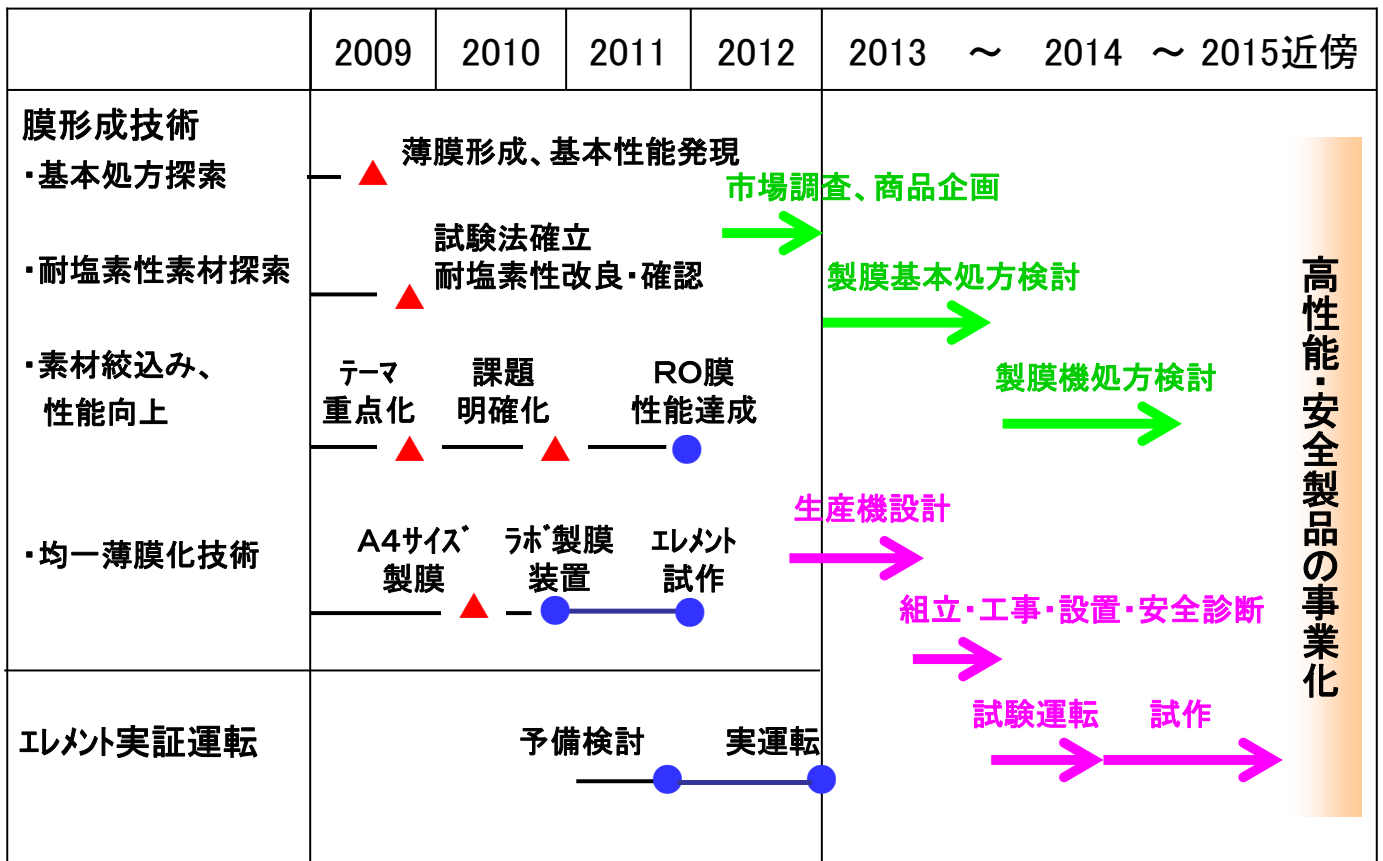 2009 2010 2011 2012 2013 ～ 2014 ～ 2015近傍
膜形成技術
・基本処方探索
薄膜形成、基本性能発現
市場調査、商品企画
・耐塩素性素材探索
試験法確立
耐塩素性改良・確認
製膜基本処方検討
・素材絞込み、
性能向上
テーマ
重点化
課題
明確化
ＲＯ膜
性能達成
製膜機処方検討
・均一薄膜化技術
Ａ４サイズ
製膜
ラボ製膜
装置
エレメント
試作
生産機設計
組立・工事・設置・安全診断
エレメント実証運転
予備検討
実運転
試験運転 試作
高性能・安全製品の事業化